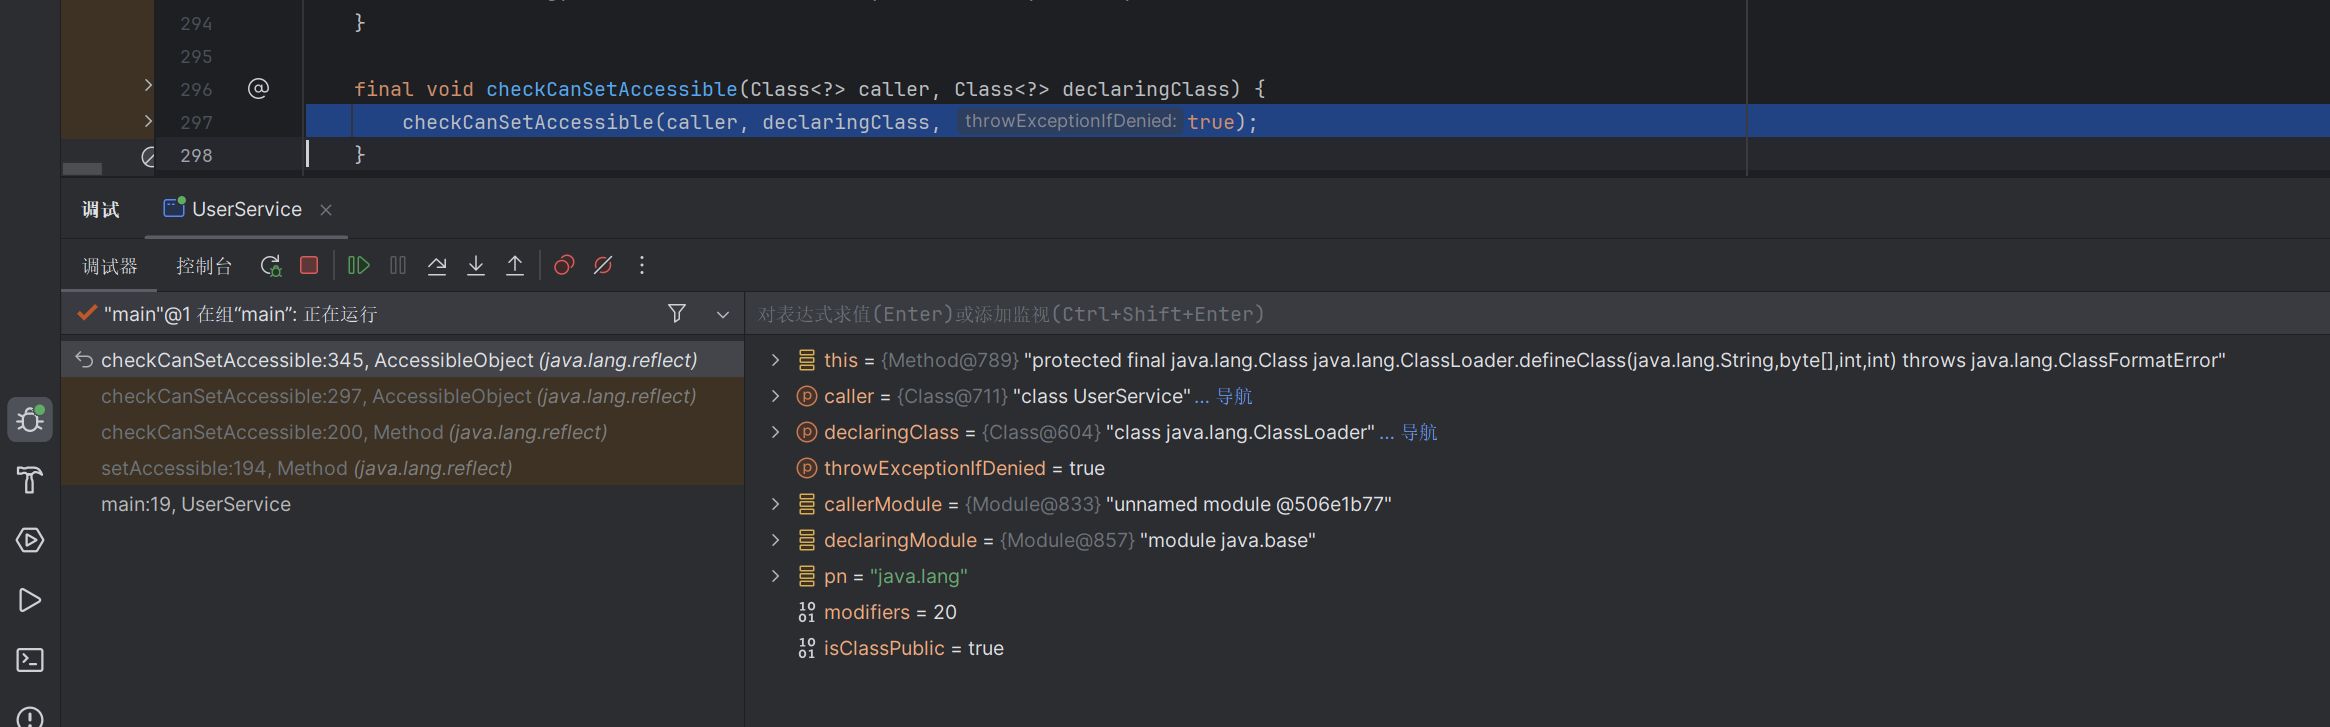 294 }
295
296 final void checkCanSetAccessible(Class<?> caller, Class<?> declaringClass) {
297 checkCanSetAccessible(caller, declaringClass, throwExceptionIfDenied: true);
298 }
调试 UserService
调试器 控制台
"main"@1 在组“main”: 正在运行
对表达式求值(Enter)或添加监视(Ctrl+Shift+Enter)
checkCanSetAccessible:345, AccessibleObject (java.lang.reflect)
checkCanSetAccessible:297, AccessibleObject (java.lang.reflect)
checkCanSetAccessible:200, Method (java.lang.reflect)
setAccessible:194, Method (java.lang.reflect)
main:19, UserService
this = {Method@789} "protected final java.lang.Class java.lang.ClassLoader.defineClass(java.lang.String,byte[],int,int) throws java.lang.ClassFormatError"
caller = {Class@711} "class UserService" ... 导航
declaringClass = {Class@604} "class java.lang.ClassLoader" ... 导航
throwExceptionIfDenied = true
callerModule = {Module@833} "unnamed module @506e1b77"
declaringModule = {Module@857} "module java.base"
pn = "java.lang"
modifiers = 20
isClassPublic = true